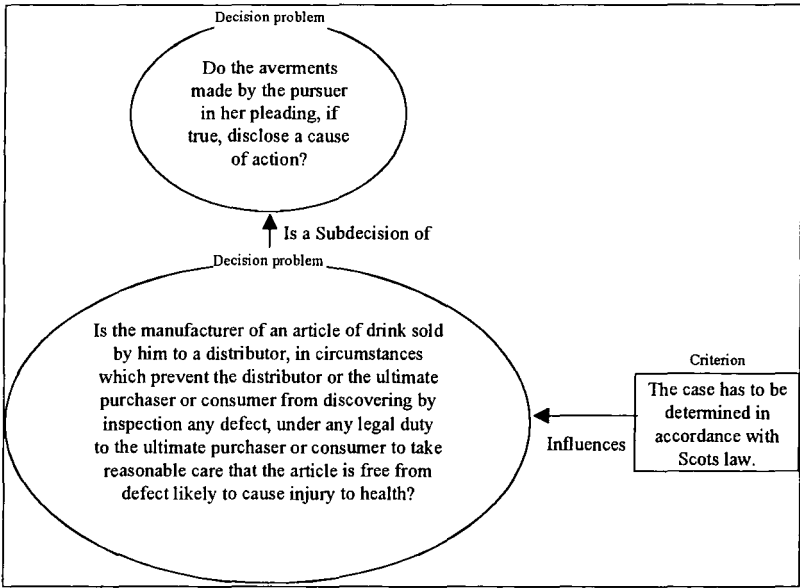 Decision problem
Do the averments
made by the pursuer
in her pleading, if
true, disclose a cause
of action?
Is a Subdecision of
Decision problem
Is the manufacturer of an article of drink sold
by him to a distributor, in circumstances
which prevent the distributor or the ultimate
purchaser or consumer from discovering by
inspection any defect, under any legal duty
to the ultimate purchaser or consumer to take
reasonable care that the article is free from
defect likely to cause injury to health?
Influences
Criterion
The case has to be
determined in
accordance with
Scots law.